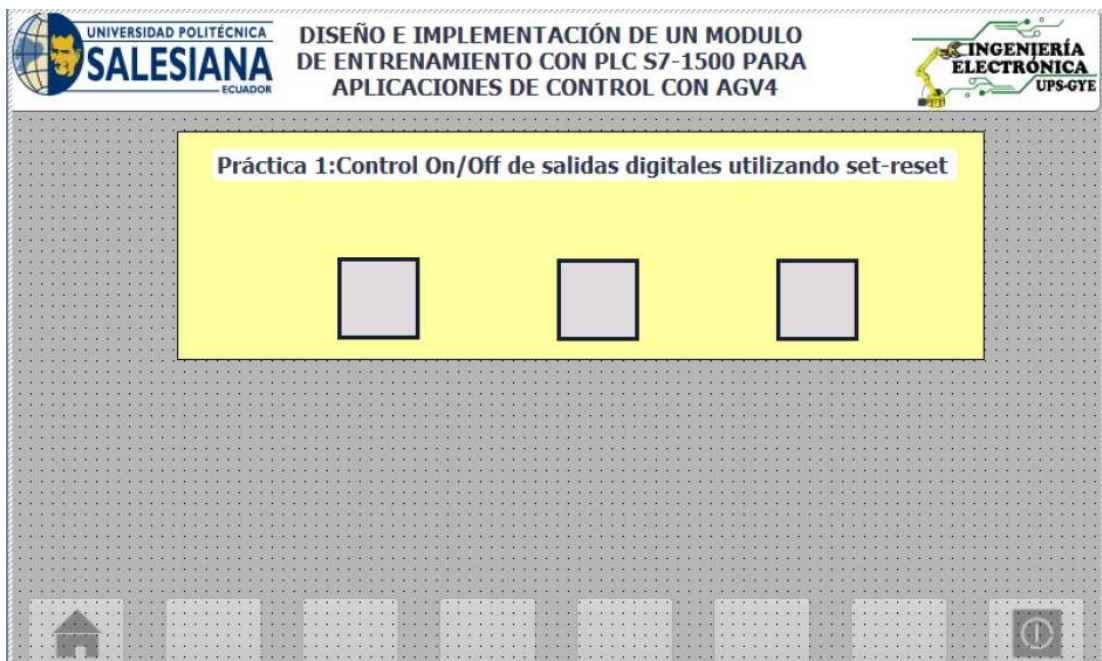 UNIVERSIDAD POLITÉCNICA
SALESIANA
ECUADOR
DISEÑO E IMPLEMENTACIÓN DE UN MODULO
DE ENTRENAMIENTO CON PLC S7-1500 PARA
APLICACIONES DE CONTROL CON AGV4
INGENIERÍA
ELECTRÓNICA
UPS-GYE
Práctica 1:Control On/Off de salidas digitales utilizando set-reset